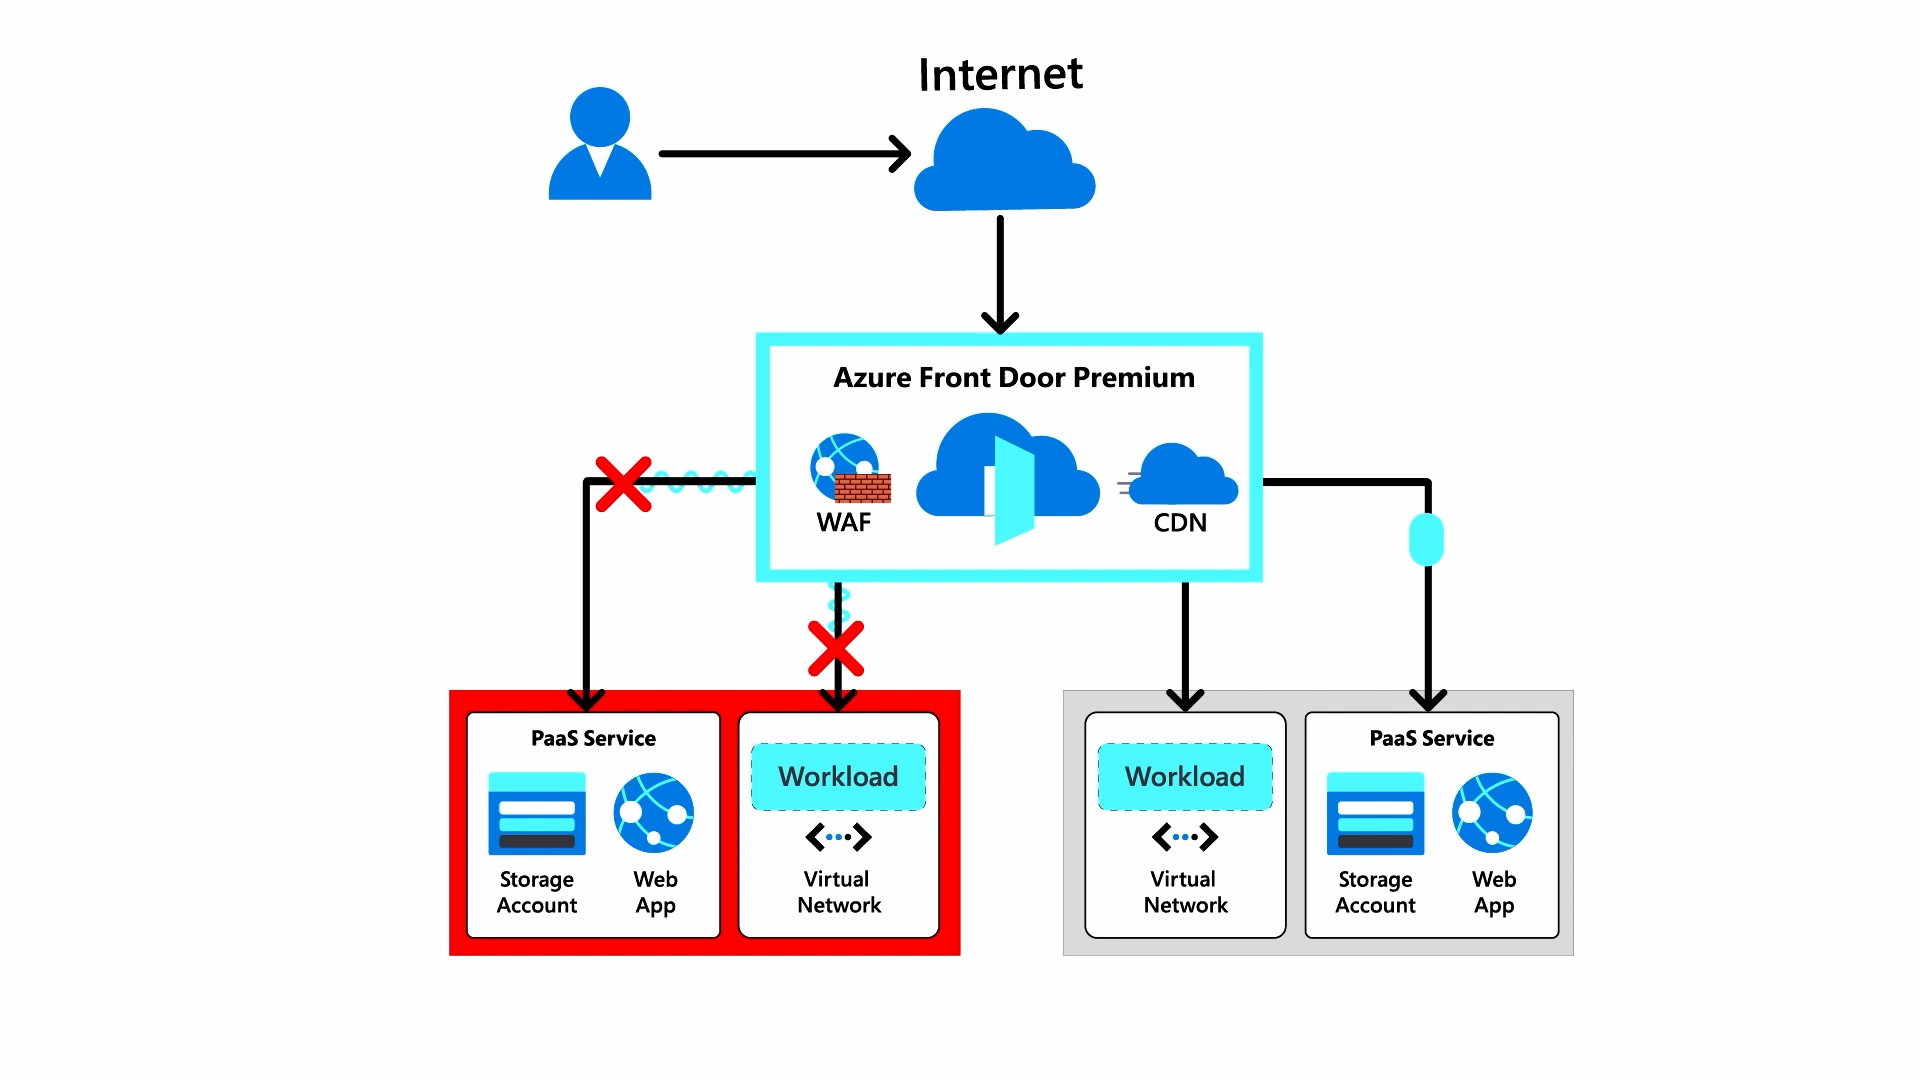 Internet
Azure Front Door Premium
WAF
CDN
PaaS Service
Storage
Account
Web
App
Workload
Virtual
Network
Workload
Virtual
Network
PaaS Service
Storage
Account
Web
App